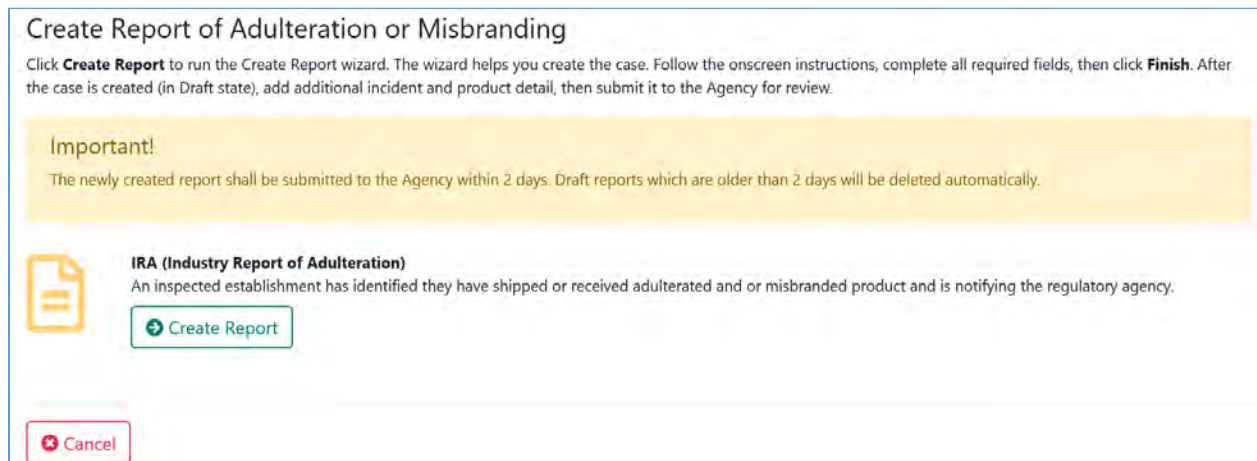 Create Report of Adulteration or Misbranding
Click Create Report to run the Create Report wizard. The wizard helps you create the case. Follow the onscreen instructions, complete all required fields, then click Finish. After
the case is created (in Draft state), add additional incident and product detail, then submit it to the Agency for review.
Important!
The newly created report shall be submitted to the Agency within 2 days. Draft reports which are older than 2 days will be deleted automatically.
IRA (Industry Report of Adulteration)
An inspected establishment has identified they have shipped or received adulterated and or misbranded product and is notifying the regulatory agency.
Create Report
Cancel